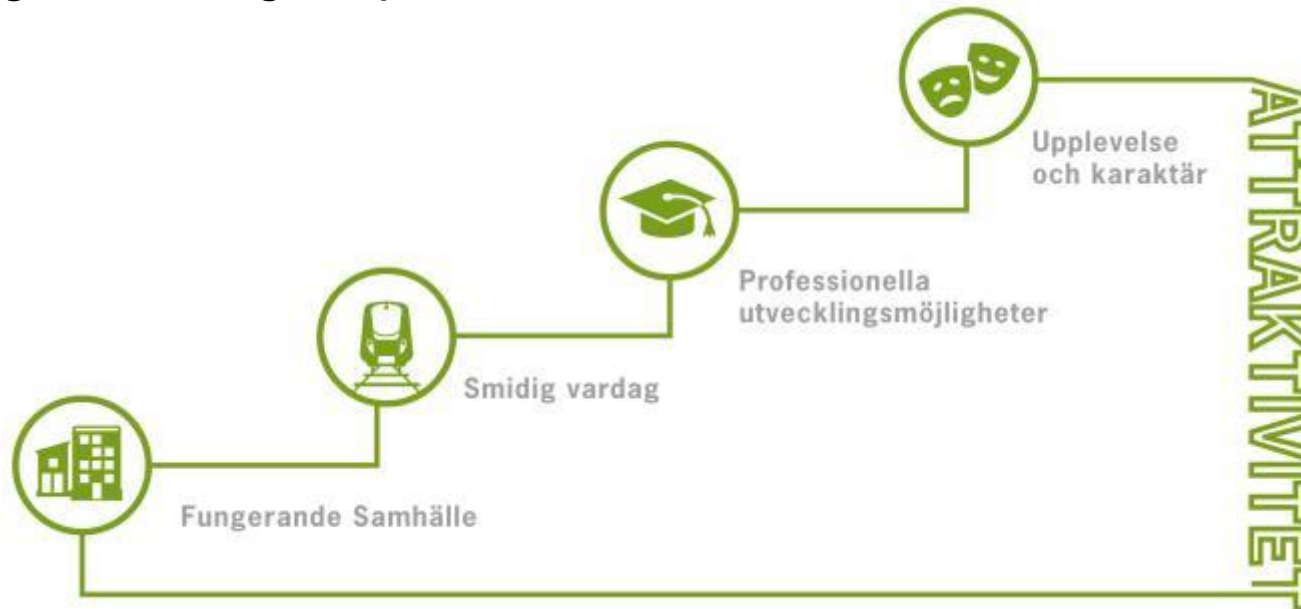 Upplevelse
och karaktär
Professionella
utvecklingsmöjligheter
Smidig vardag
Fungerande Samhälle
ATTRAKTIVITET